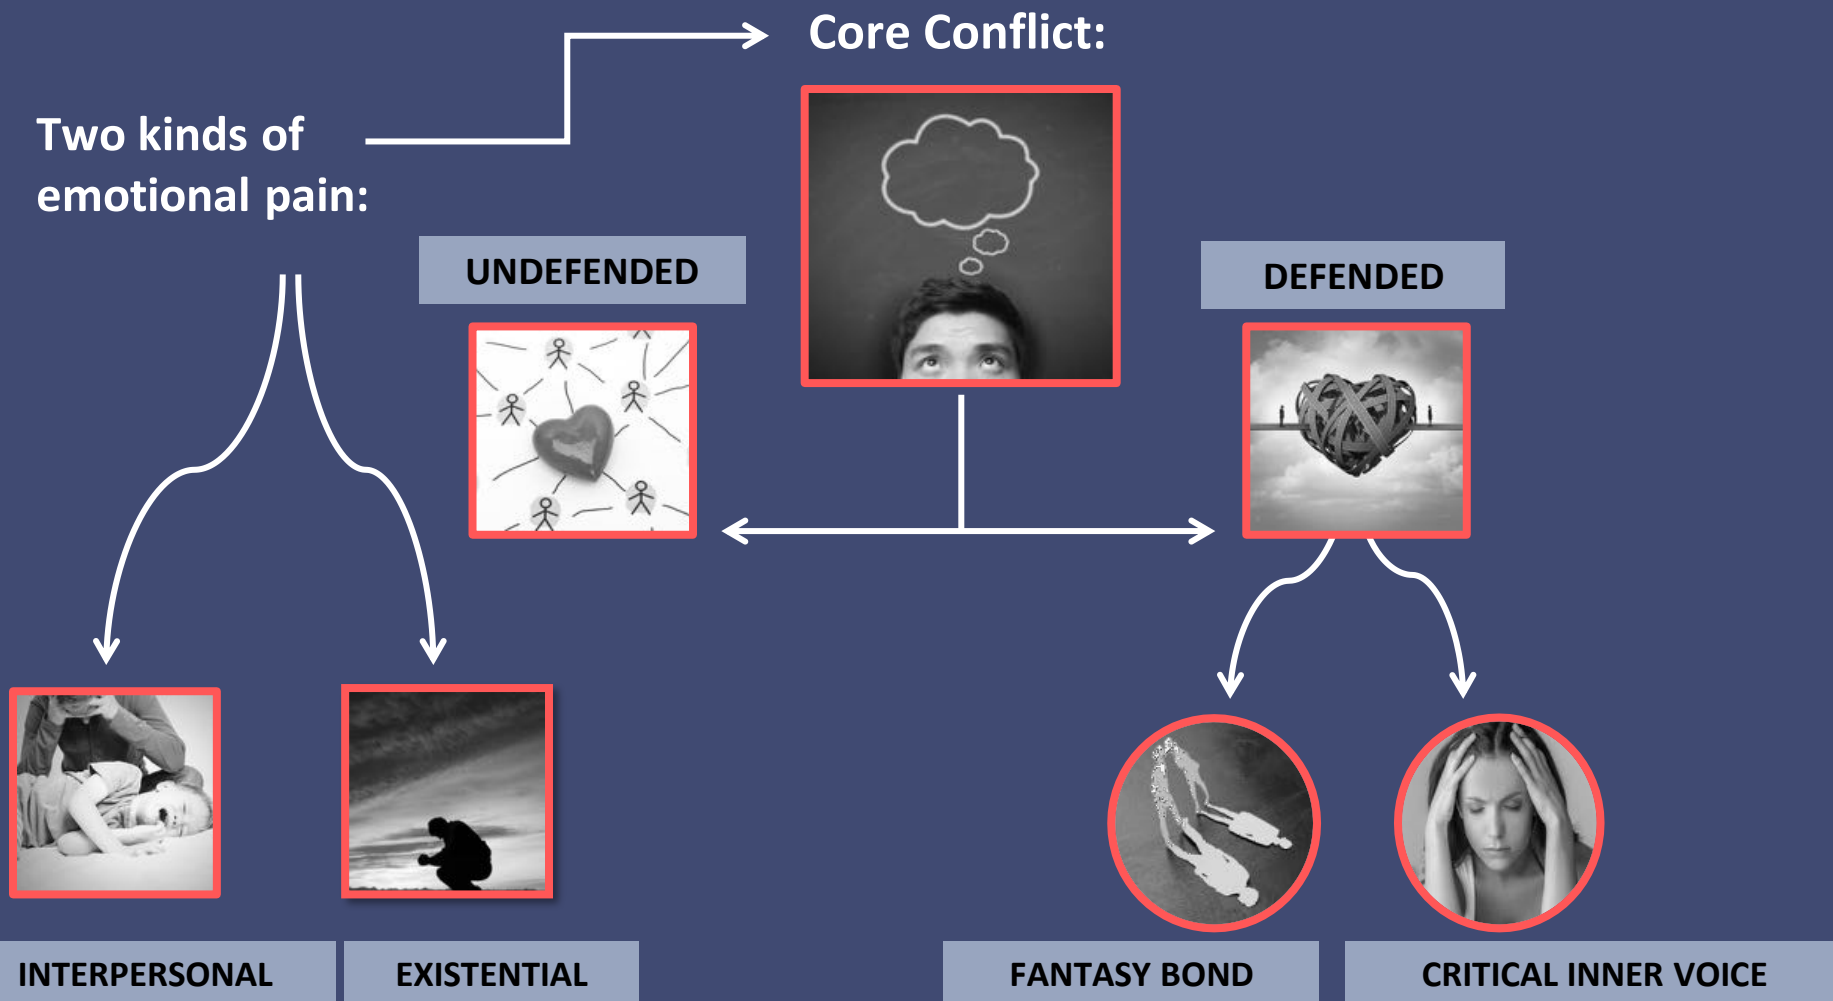 Core Conflict:
Two kinds of
emotional pain:
UNDEFENDED
DEFENDED
INTERPERSONAL
EXISTENTIAL
FANTASY BOND
CRITICAL INNER VOICE